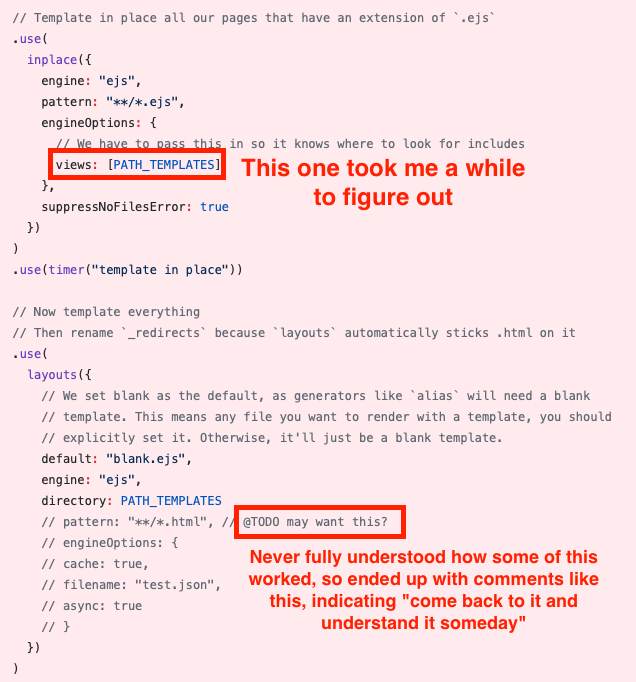 // Template in place all our pages that have an extension of `.ejs`
.use(
inplace({
engine: "ejs",
pattern: "**/*.ejs",
engineOptions: {
// We have to pass this in so it knows where to look for includes
views: [PATH_TEMPLATES]
This one took me a while
to figure out
},
suppressNoFilesError: true
})
)
.use(timer("template in place"))
// Now template everything
// Then rename `_redirects` because `layouts` automatically sticks .html on it
.use(
layouts({
// We set blank as the default, as generators like `alias` will need a blank
// template. This means any file you want to render with a template, you should
// explicitly set it. Otherwise, it'll just be a blank template.
default: "blank.ejs",
engine: "ejs",
directory: PATH_TEMPLATES
// pattern: "**/*.html", // @TODO may want this?
// engineOptions: {
// cache: true,
// filename: "test.json",
// async: true
// }
Never fully understood how some of this
worked, so ended up with comments like
this, indicating "come back to it and
understand it someday"
})
)